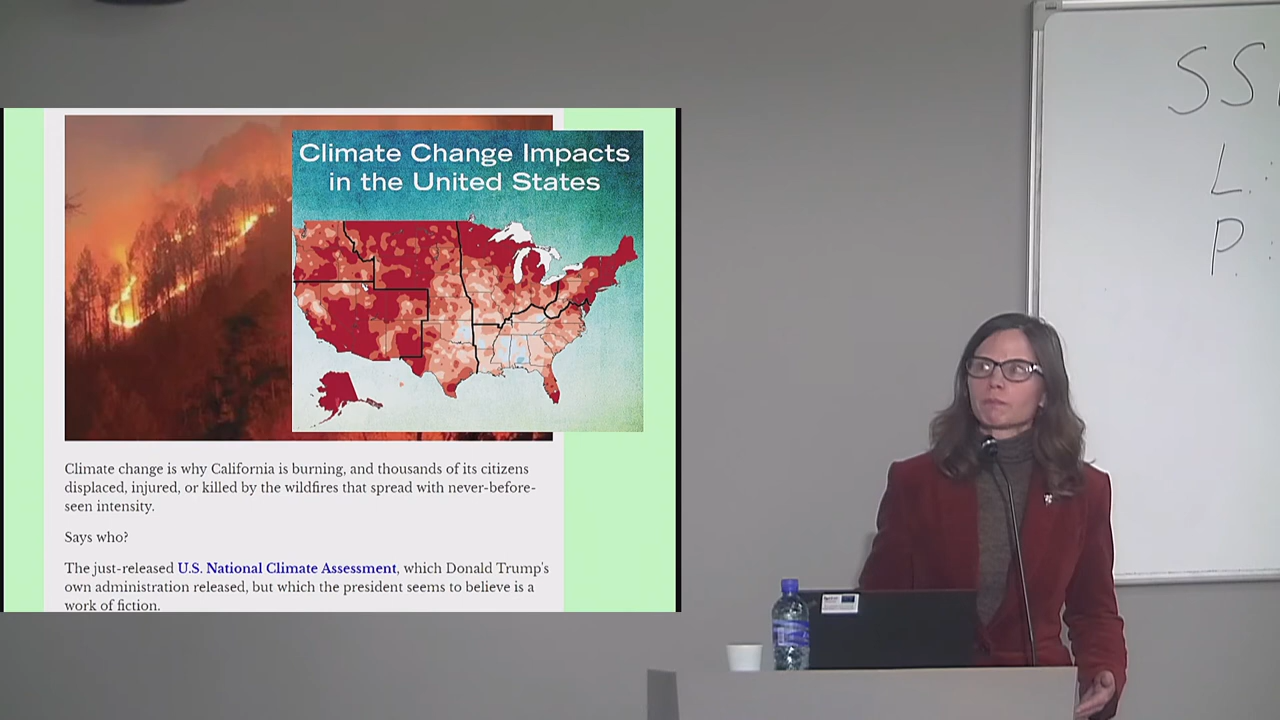 Climate Change Impacts
in the United States
Climate change is why California is burning, and thousands of its citizens
displaced, injured, or killed by the wildfires that spread with never-before-
seen intensity.
Says who?
The just-released U.S. National Climate Assessment, which Donald Trump's
own administration released, but which the president seems to believe is a
work of fiction.
SS
L.
P.